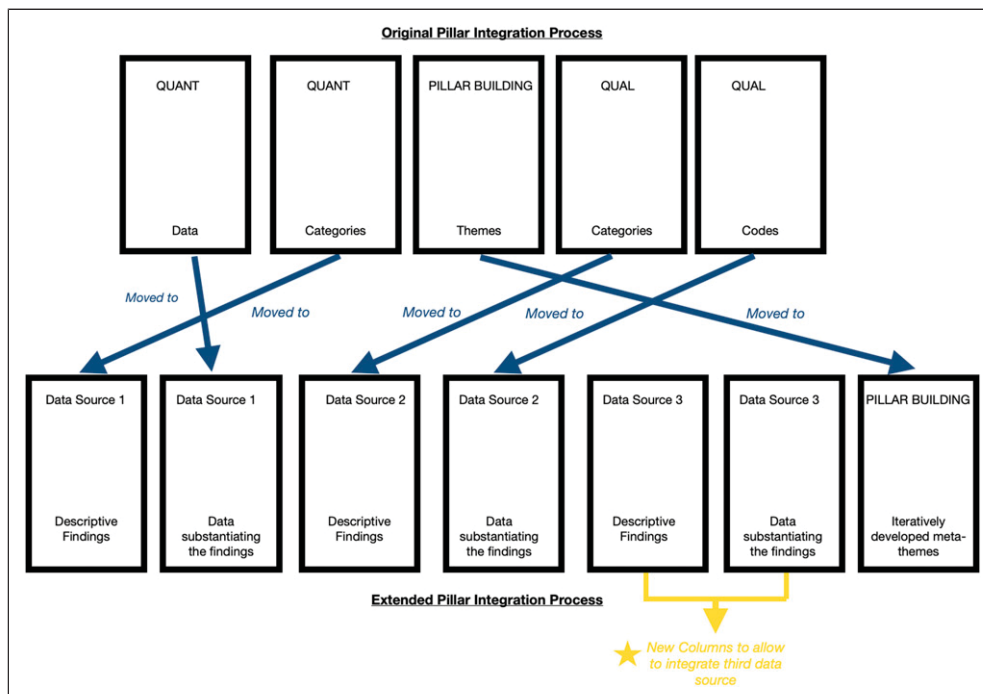 Original Pillar Integration Process
QUANT
Data
QUANT
Categories
PILLAR BUILDING
Themes
QUAL
Categories
QUAL
Codes
Moved to
Moved to
Moved to
Moved to
Moved to
Data Source 1
Descriptive
Findings
Data Source 1
Data
substantiating
the findings
Data Source 2
Descriptive
Findings
Data Source 2
Data
substantiating
the findings
Data Source 3
Descriptive
Findings
Data Source 3
Data
substantiating
the findings
PILLAR BUILDING
Iteratively
developed meta-
themes
Extended Pillar Integration Process
New Columns to allow
to integrate third data
source